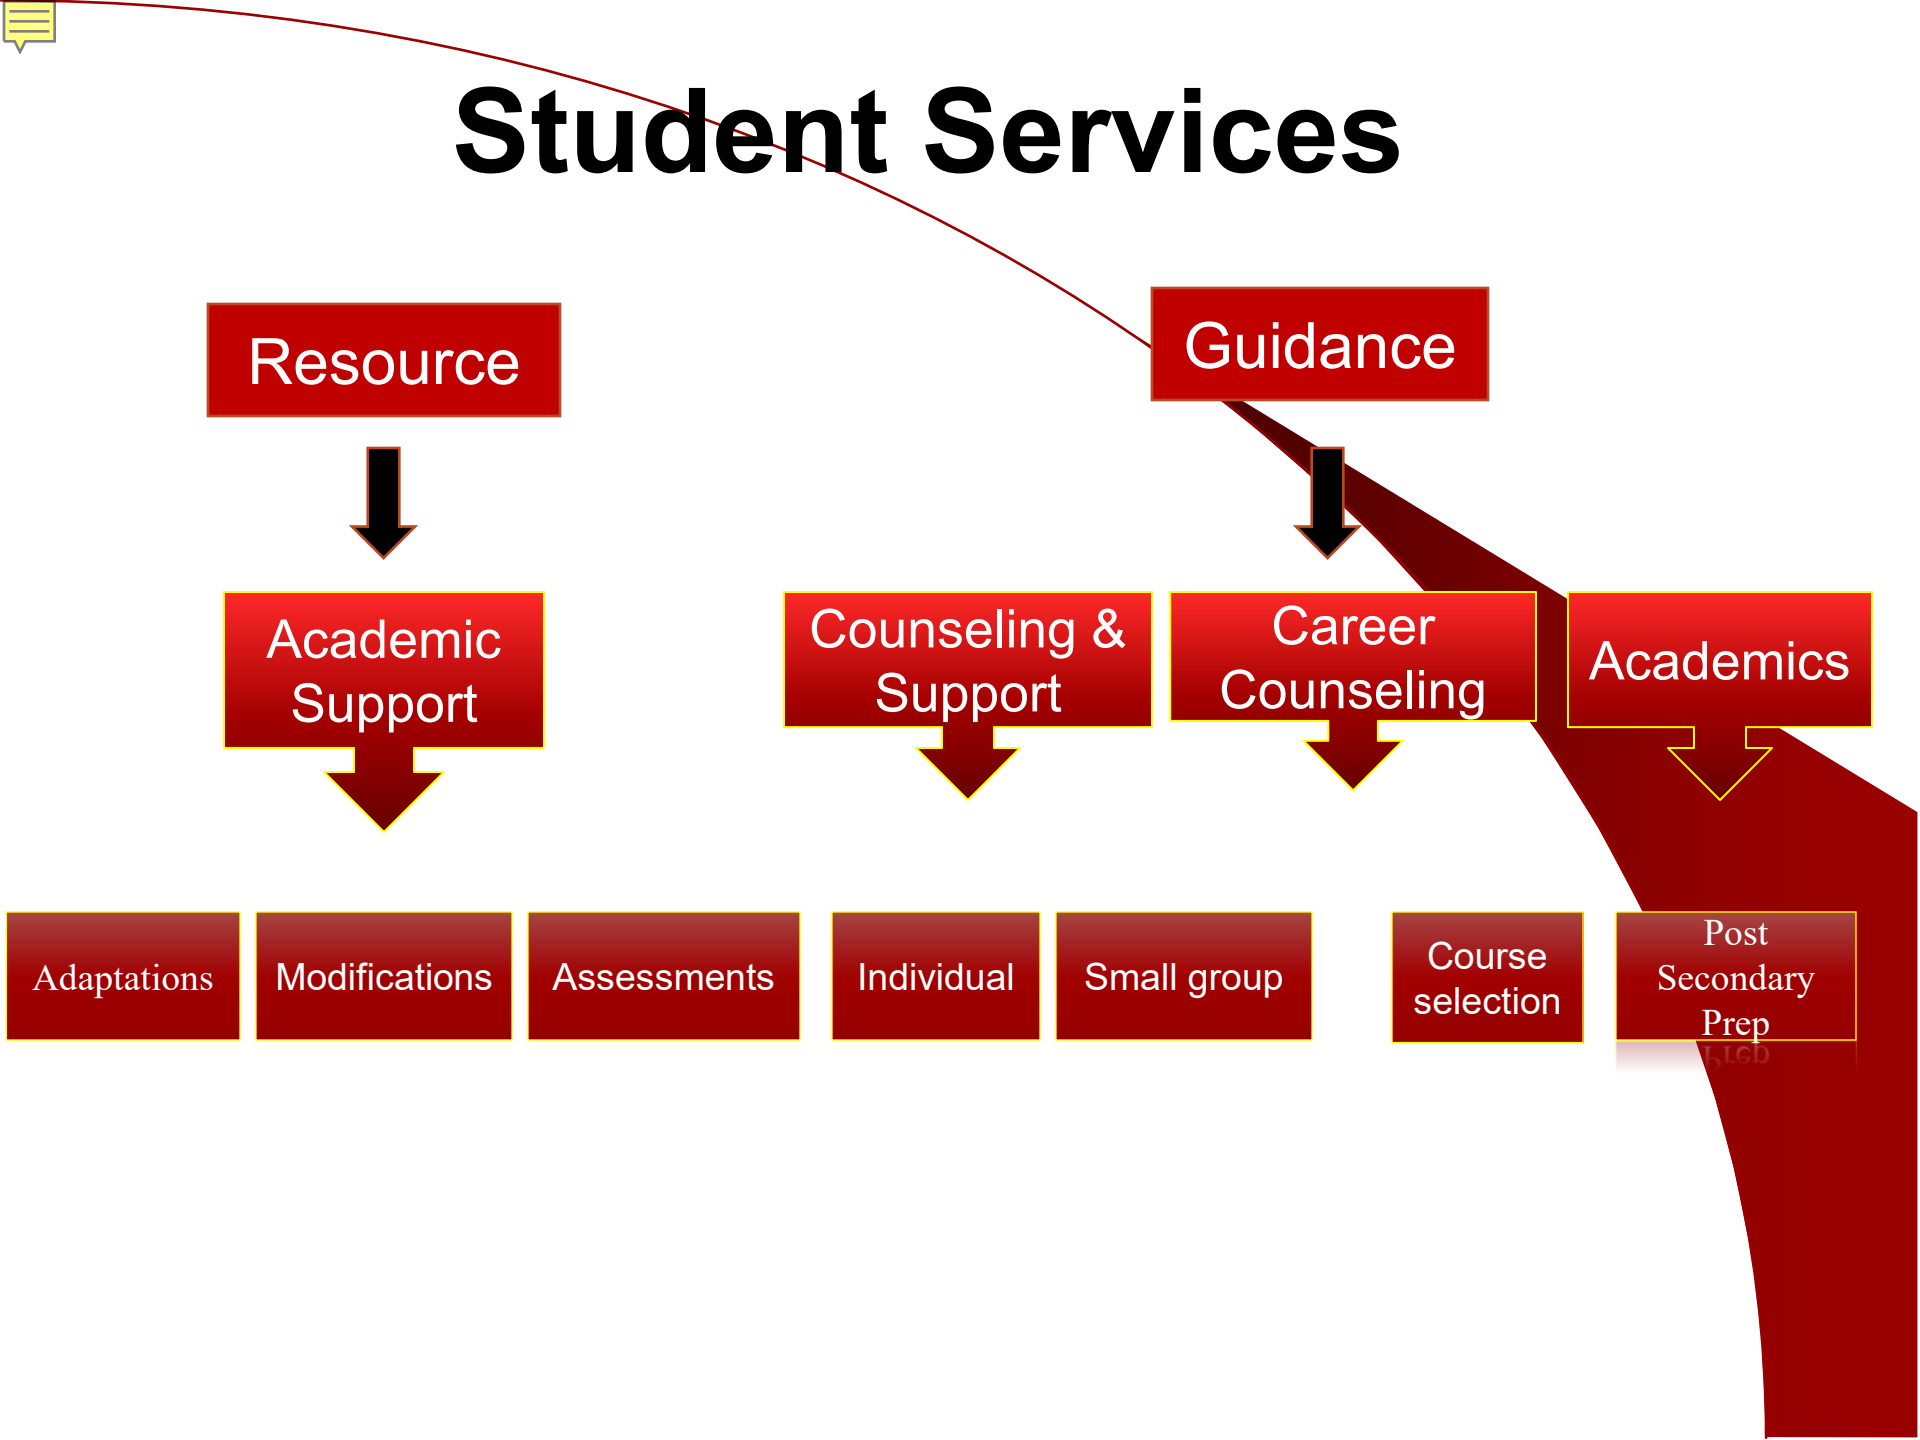 Student Services
Resource
Guidance
Academic
Support
Counseling &
Support
Career
Counseling
Academics
Adaptations
Modifications
Assessments
Individual
Small group
Course
selection
Post
Secondary
Prep